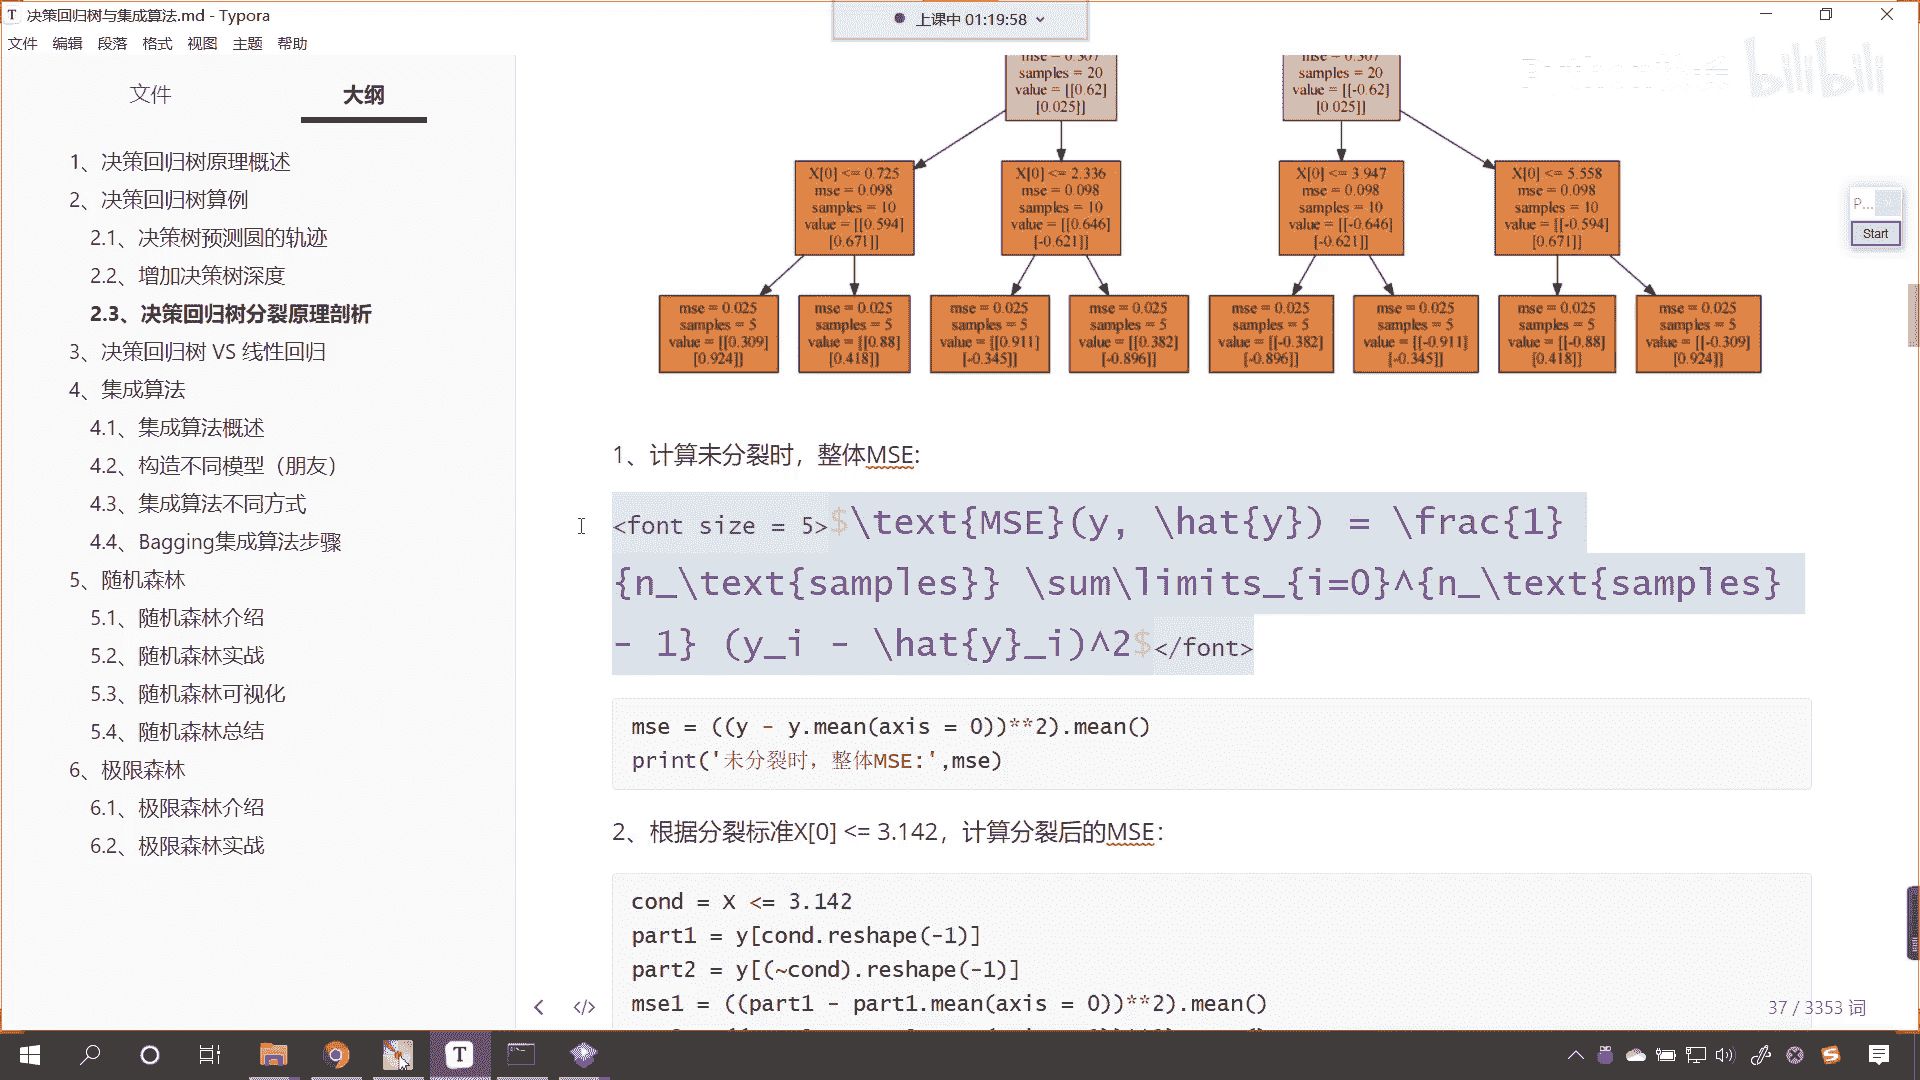 决策回归树与集成算法.md - Typora
上课中 01:19:58
文件 编辑 段落 格式 视图 主题 帮助
bilibili
文件 大纲
1、决策回归树原理概述
2、决策回归树算例
2.1、决策树预测圆的轨迹
2.2、增加决策树深度
2.3、决策回归树分裂原理剖析
3、决策回归树 VS 线性回归
4、集成算法
4.1、集成算法概述
4.2、构造不同模型（朋友）
4.3、集成算法不同方式
4.4、Bagging集成算法步骤
5、随机森林
5.1、随机森林介绍
5.2、随机森林实战
5.3、随机森林可视化
5.4、随机森林总结
6、极限森林
6.1、极限森林介绍
6.2、极限森林实战
mse = 0.307
samples = 20
value = [[0.62]
[0.025]]
mse = 0.307
samples = 20
value = [[-0.62]
[0.025]]
X[0] <= 0.725
mse = 0.098
samples = 10
value = [[0.594]
[0.671]]
X[0] <= 2.336
mse = 0.098
samples = 10
value = [[0.646]
[-0.621]]
X[0] <= 3.947
mse = 0.098
samples = 10
value = [[-0.646]
[-0.621]]
X[0] <= 5.558
mse = 0.098
samples = 10
value = [[-0.594]
[0.671]]
mse = 0.025
samples = 5
value = [[0.309]
[0.924]]
mse = 0.025
samples = 5
value = [[0.88]
[0.418]]
mse = 0.025
samples = 5
value = [[0.911]
[-0.345]]
mse = 0.025
samples = 5
value = [[0.382]
[-0.896]]
mse = 0.025
samples = 5
value = [[-0.382]
[-0.896]]
mse = 0.025
samples = 5
value = [[-0.911]
[-0.345]]
mse = 0.025
samples = 5
value = [[-0.88]
[0.418]]
mse = 0.025
samples = 5
value = [[-0.309]
[0.924]]
P...
Start
1、计算未分裂时，整体MSE:
<font size = 5>$\text{MSE}(y, \hat{y}) = \frac{1}
{n_\text{samples}} \sum\limits_{i=0}^{n_\text{samples}
- 1} (y_i - \hat{y}_i)^2$</font>
mse = ((y - y.mean(axis = 0))**2).mean()
print('未分裂时，整体MSE:',mse)
2、根据分裂标准X[0] <= 3.142，计算分裂后的MSE：
cond = X <= 3.142
part1 = y[cond.reshape(-1)]
part2 = y[(~cond).reshape(-1)]
mse1 = ((part1 - part1.mean(axis = 0))**2).mean()
</>
37 / 3353 词